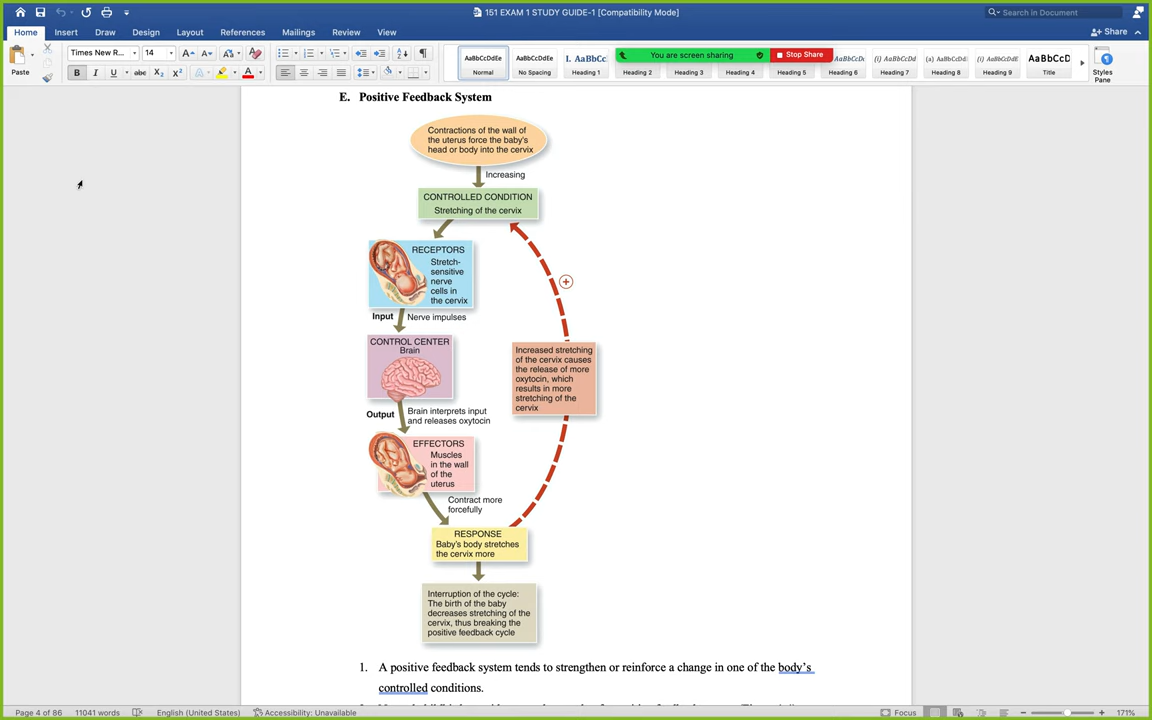 151 EXAM 1 STUDY GUIDE-1 [Compatibility Mode]
Search in Document
Home Insert Draw Design Layout References Mailings Review View
Share
Paste
Times New R... 14
AaBbCcDdEe
Normal
AaBbCcDdEe
No Spacing
I. AaBbCc
Heading 1
Heading 2
Heading 3
Heading 4
Heading 5
Heading 6
(i) AaBbCcDdE
Heading 7
(a) AaBbCcDdE
Heading 8
(i) AaBbCcDdE
Heading 9
AaBbCcD
Title
Styles
Pane
You are screen sharing
Stop Share
E. Positive Feedback System
Contractions of the wall of
the uterus force the baby's
head or body into the cervix
Increasing
CONTROLLED CONDITION
Stretching of the cervix
RECEPTORS
Stretch-
sensitive
nerve
cells in
the cervix
Input Nerve impulses
CONTROL CENTER
Brain
Output
Brain interprets input
and releases oxytocin
EFFECTORS
Muscles
in the wall
of the
uterus
Contract more
forcefully
RESPONSE
Baby's body stretches
the cervix more
+
Increased stretching
of the cervix causes
the release of more
oxytocin, which
results in more
stretching of the
cervix
Interruption of the cycle:
The birth of the baby
decreases stretching of the
cervix, thus breaking the
positive feedback cycle
1. A positive feedback system tends to strengthen or reinforce a change in one of the body's
controlled conditions.
Page 4 of 86 11041 words English (United States) Accessibility: Unavailable
Focus
171%